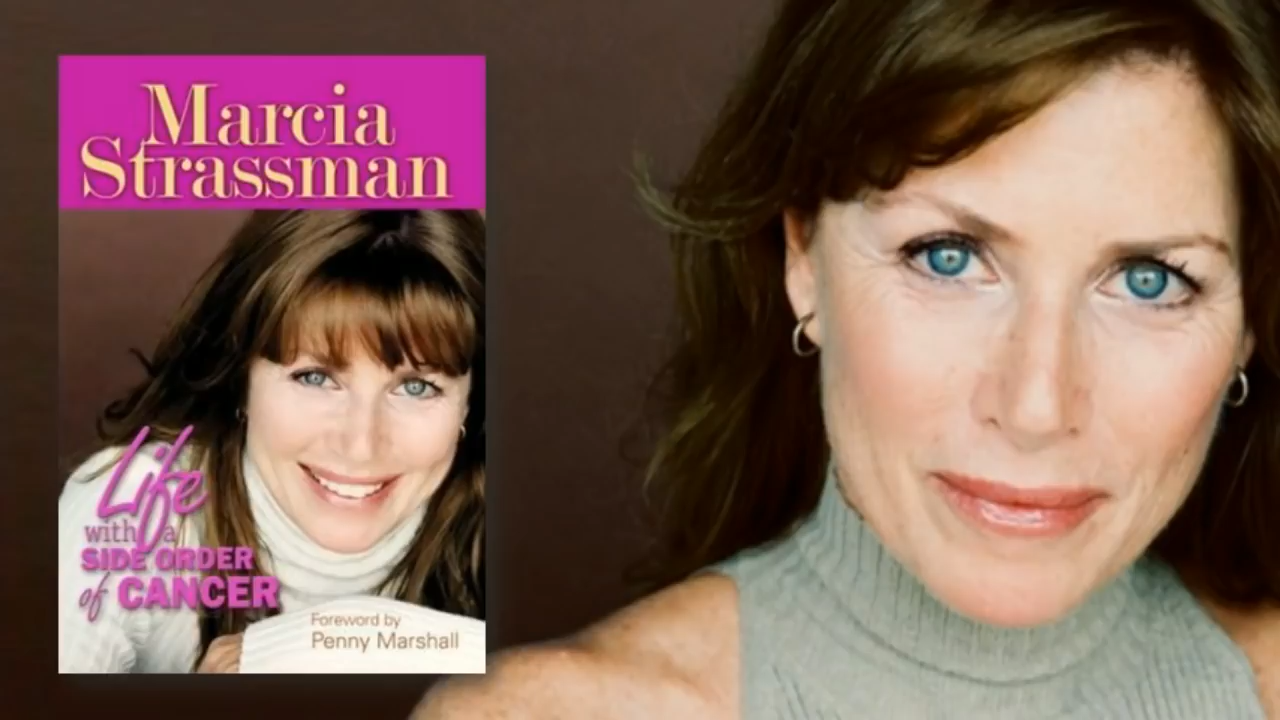 Marcia
Strassman
Life
with a
SIDE ORDER
of CANCER
Foreword by
Penny Marshall